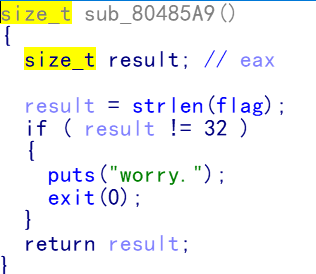 size_t sub_80485A9()
{
  size_t result; // eax

  result = strlen(flag);
  if ( result != 32 )
  {
    puts("worry.");
    exit(0);
  }
  return result;
}